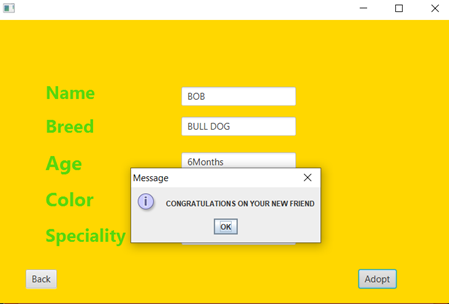 Name
BOB
Breed
BULL DOG
Age
6Months
Message
Color
CONGRATULATIONS ON YOUR NEW FRIEND
OK
Speciality
Back
Adopt